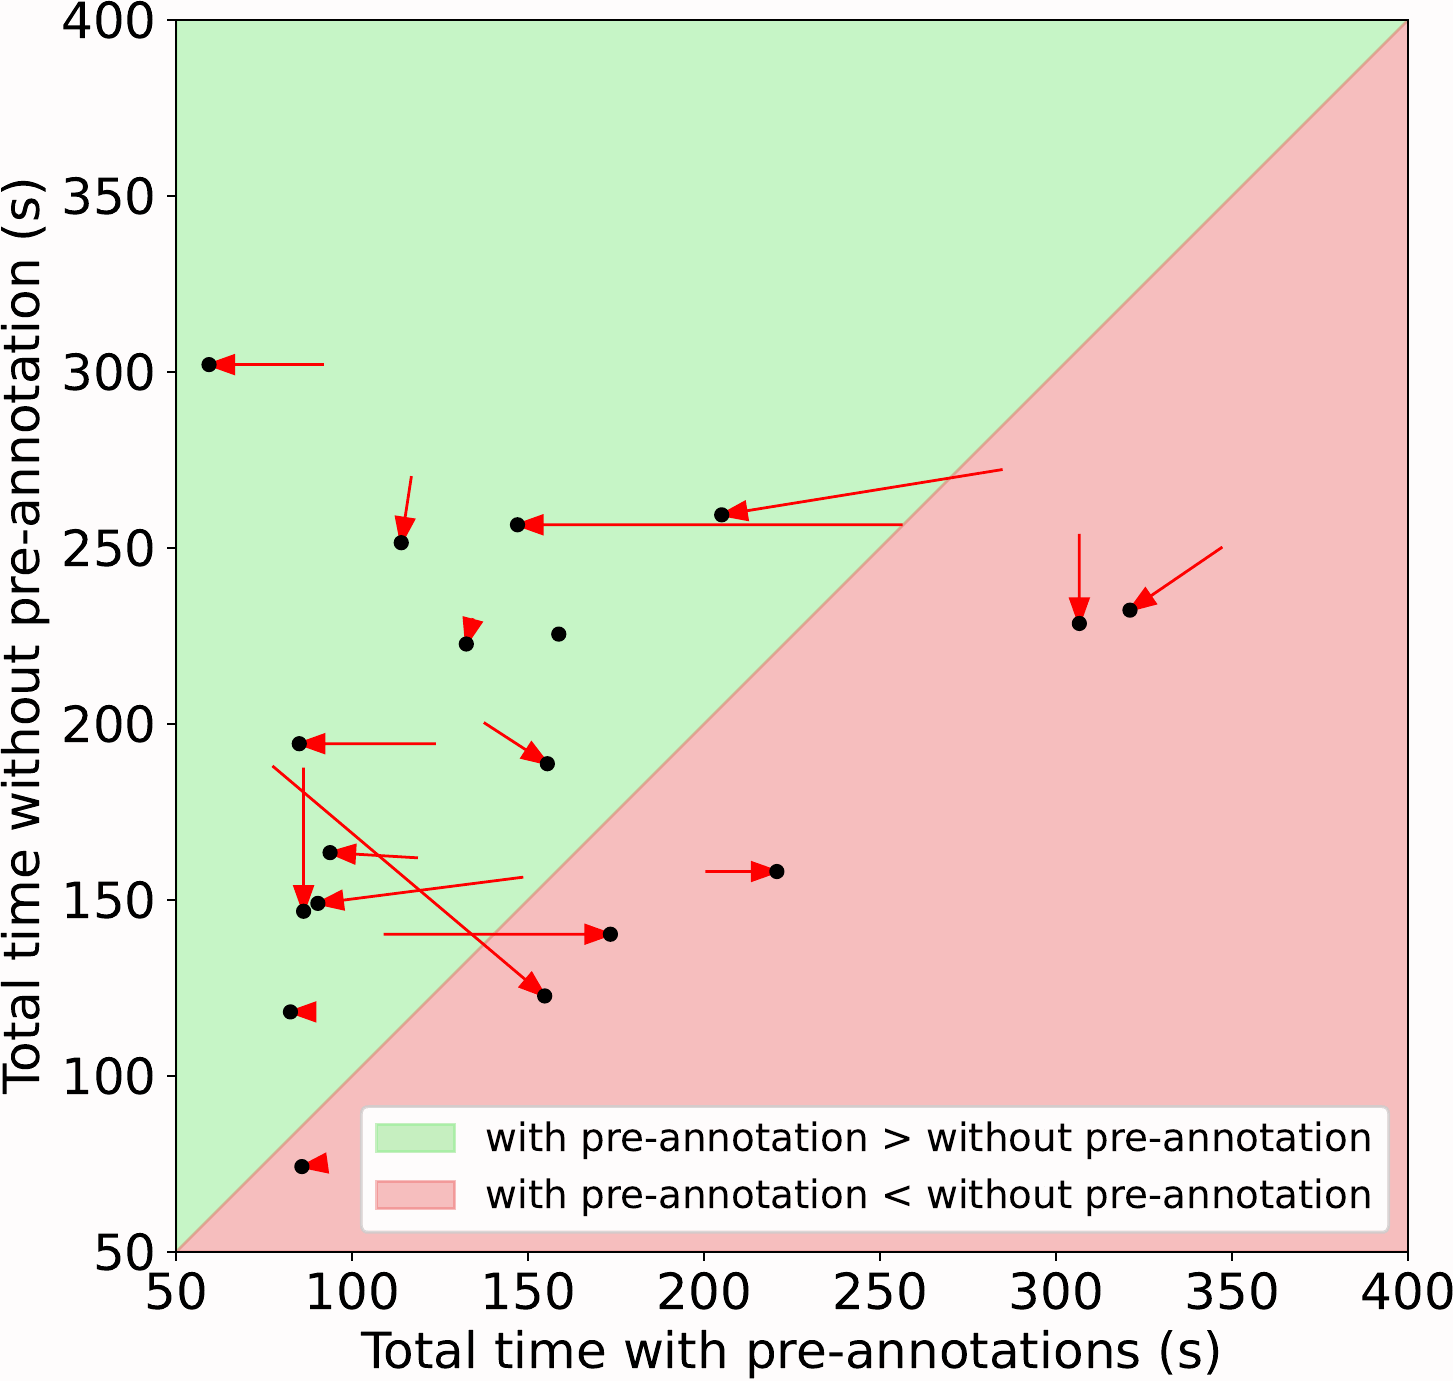 Total time without pre-annotation (s)
400
350
300
250
200
150
100
50
with pre-annotation > without pre-annotation
with pre-annotation < without pre-annotation
50 100 150 200 250 300 350 400
Total time with pre-annotations (s)